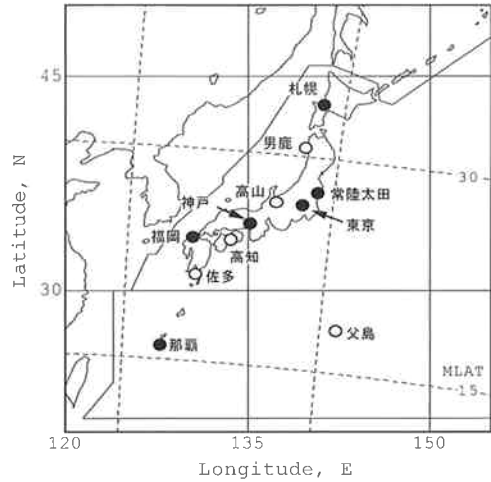 45
札幌
男鹿
30
高山
常陸太田
神戸
東京
福岡
高知
佐多
30
父島
那覇
MLAT
15
120
135
150
Latitude, N
Longitude, E